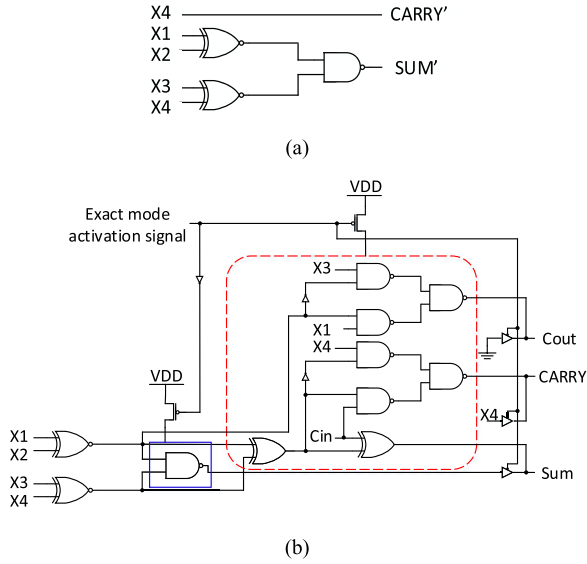 X4
CARRY’
X1
X2
SUM’
X3
X4
(a)
VDD
Exact mode
activation signal
X3
X1
X4
Cout
VDD
CARRY
X4
X1
X2
Cin
X3
X4
Sum
(b)